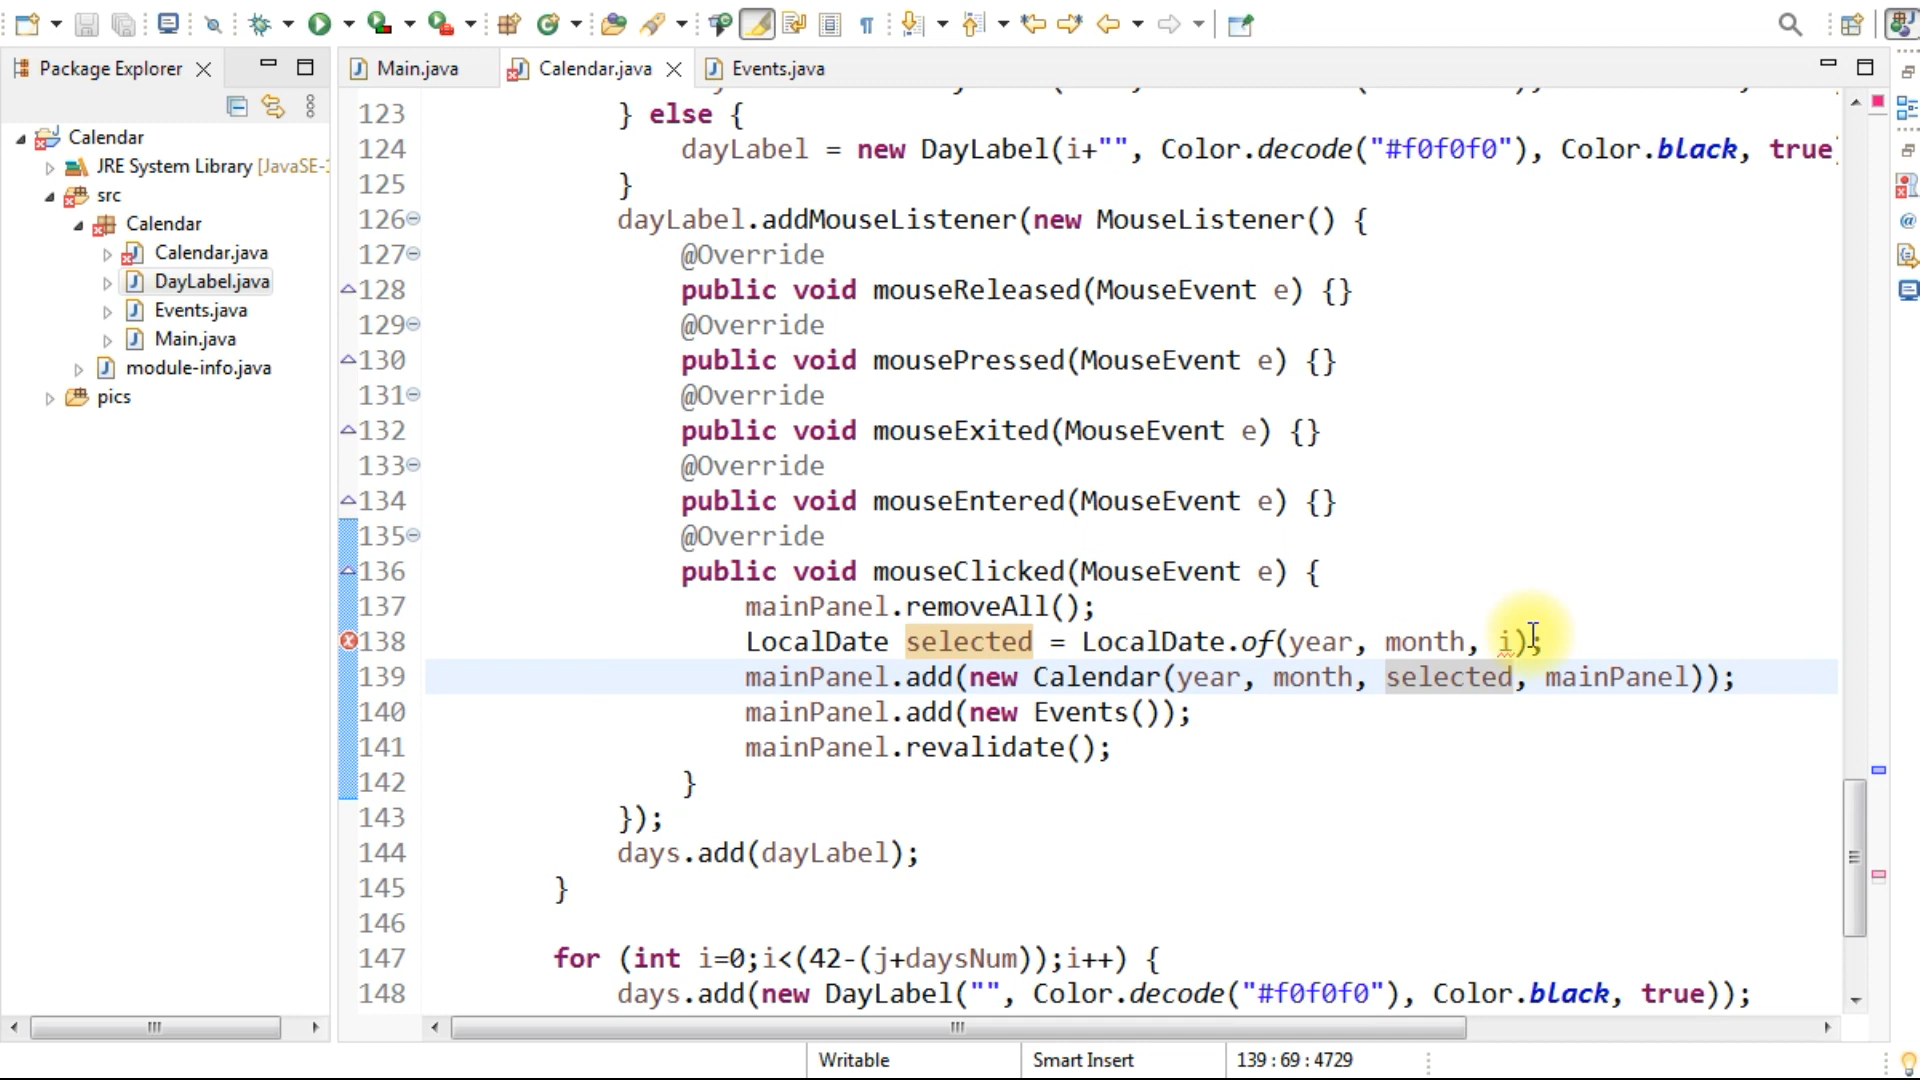 Package Explorer
Main.java
Calendar.java
Events.java
Calendar
JRE System Library [JavaSE-
src
Calendar
Calendar.java
DayLabel.java
Events.java
Main.java
module-info.java
pics
123 } else {
124 dayLabel = new DayLabel(i+"", Color.decode("#f0f0f0"), Color.black, true)
125 }
126 dayLabel.addMouseListener(new MouseListener() {
127 @Override
128 public void mouseReleased(MouseEvent e) {}
129 @Override
130 public void mousePressed(MouseEvent e) {}
131 @Override
132 public void mouseExited(MouseEvent e) {}
133 @Override
134 public void mouseEntered(MouseEvent e) {}
135 @Override
136 public void mouseClicked(MouseEvent e) {
137 mainPanel.removeAll();
138 LocalDate selected = LocalDate.of(year, month, i);
139 mainPanel.add(new Calendar(year, month, selected, mainPanel));
140 mainPanel.add(new Events());
141 mainPanel.revalidate();
142 }
143 });
144 days.add(dayLabel);
145 }
146
147 for (int i=0;i<(42-(j+daysNum));i++) {
148 days.add(new DayLabel("", Color.decode("#f0f0f0"), Color.black, true));
Writable
Smart Insert
139 : 69 : 4729